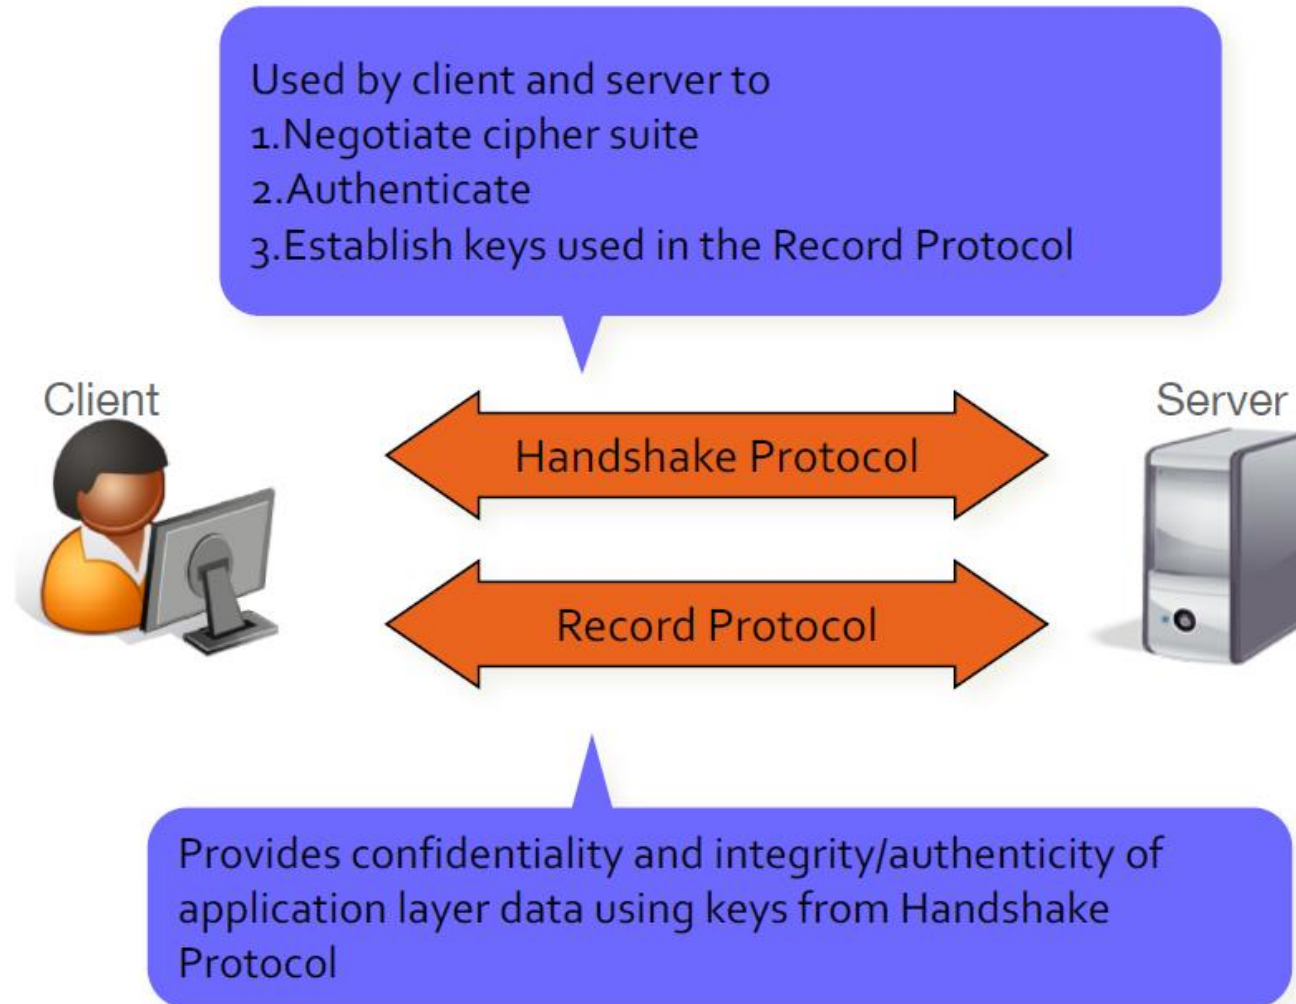 Used by client and server to
1.Negotiate cipher suite
2.Authenticate
3.Establish keys used in the Record Protocol
Client
Server
Handshake Protocol
Record Protocol
Provides confidentiality and integrity/authenticity of
application layer data using keys from Handshake
Protocol